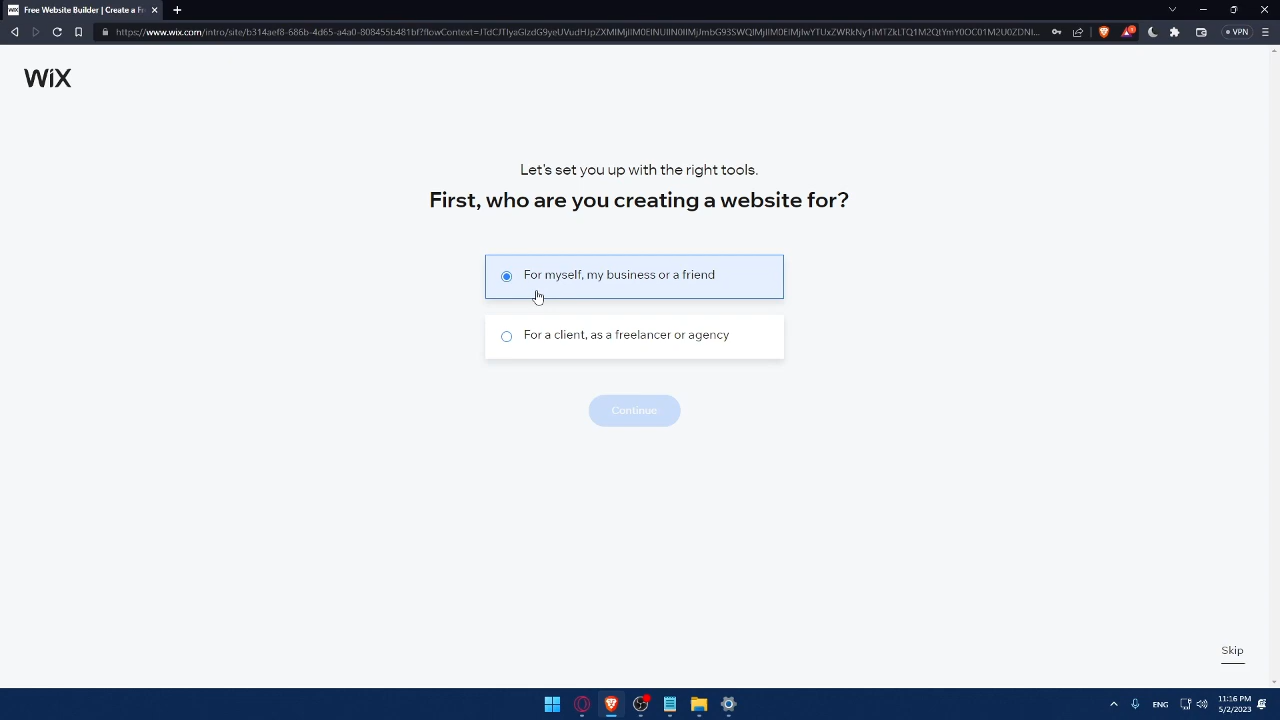 Free Website Builder | Create a Fr
WIX
Let's set you up with the right tools.
First, who are you creating a website for?
For myself, my business or a friend
For a client, as a freelancer or agency
Continue
Skip
VPN
ENG
11:16 PM
5/2/2023